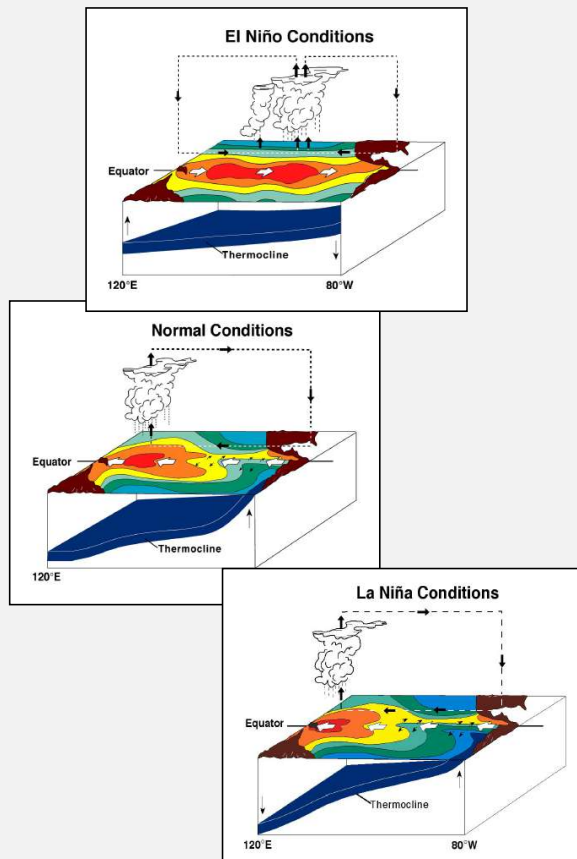 El Niño Conditions
Equator
Thermocline
120°E 80°W
Normal Conditions
Equator
Thermocline
120°E
La Niña Conditions
Equator
Thermocline
120°E 80°W